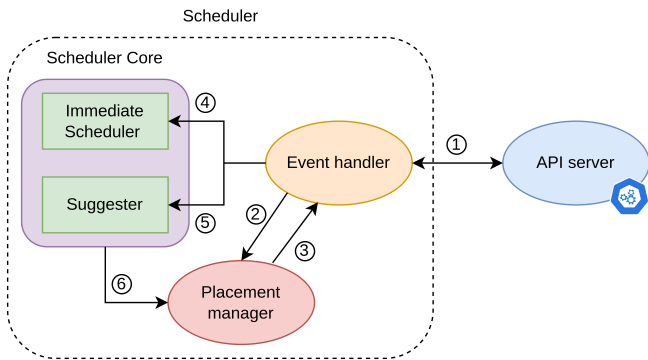 Scheduler
Scheduler Core
Immediate
Scheduler
④
①
Event handler
API server
Suggester
②
⑤
③
⑥
Placement
manager